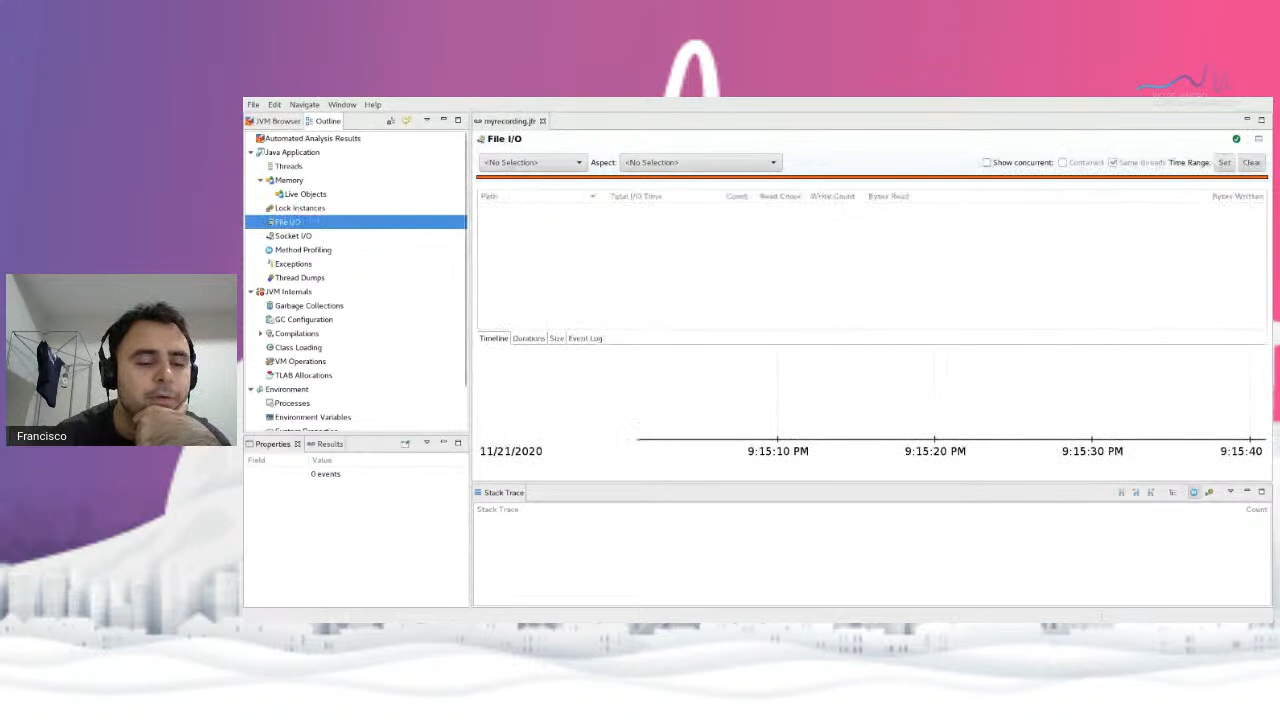 File Edit Navigate Window Help
JVM Browser Outline
myrecording.jfr
Automated Analysis Results
Java Application
Threads
Memory
Live Objects
Lock Instances
File I/O
Socket I/O
Method Profiling
Exceptions
Thread Dumps
JVM Internals
Garbage Collections
GC Configuration
Compilations
Class Loading
VM Operations
TLAB Allocations
Environment
Processes
Environment Variables
File I/O
<No Selection> Aspect: <No Selection> Show concurrent: Contained Same threads Time Range: Set Clear
Path Total I/O Time Count Read Count Write Count Bytes Read Bytes Written
Timeline Durations Size Event Log
11/21/2020 9:15:10 PM 9:15:20 PM 9:15:30 PM 9:15:40
Properties Results
Field Value
0 events
Stack Trace
Stack Trace Count
Francisco